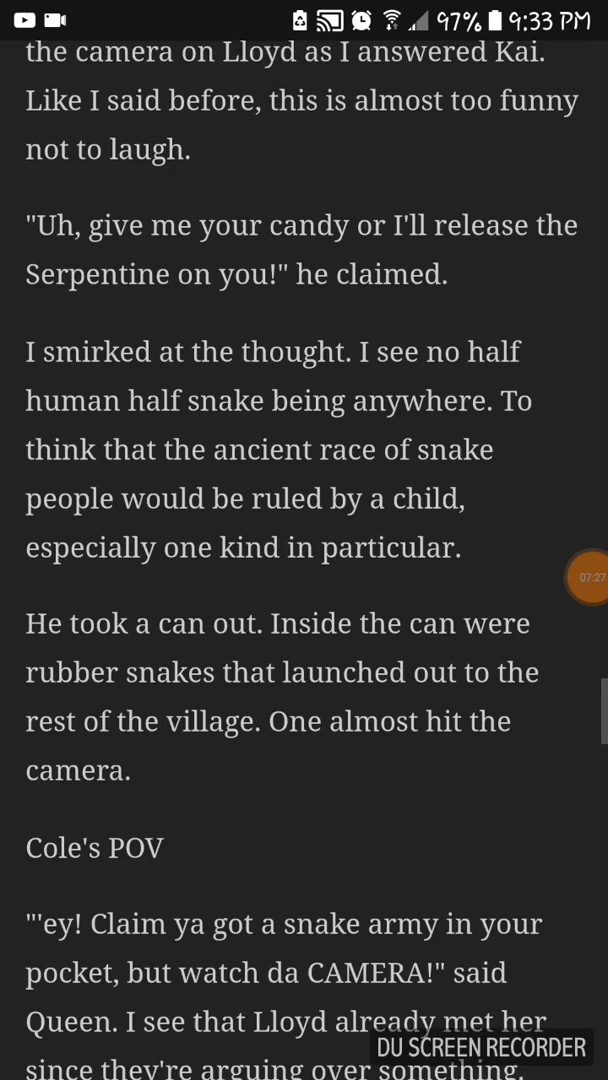 97% 9:33 PM
the camera on Lloyd as I answered Kai.
Like I said before, this is almost too funny
not to laugh.
"Uh, give me your candy or I'll release the
Serpentine on you!" he claimed.
I smirked at the thought. I see no half
human half snake being anywhere. To
think that the ancient race of snake
people would be ruled by a child,
especially one kind in particular.
07:27
He took a can out. Inside the can were
rubber snakes that launched out to the
rest of the village. One almost hit the
camera.
Cole's POV
"'ey! Claim ya got a snake army in your
pocket, but watch da CAMERA!" said
Queen. I see that Lloyd already met her
since they're arguing over something.
DU SCREEN RECORDER